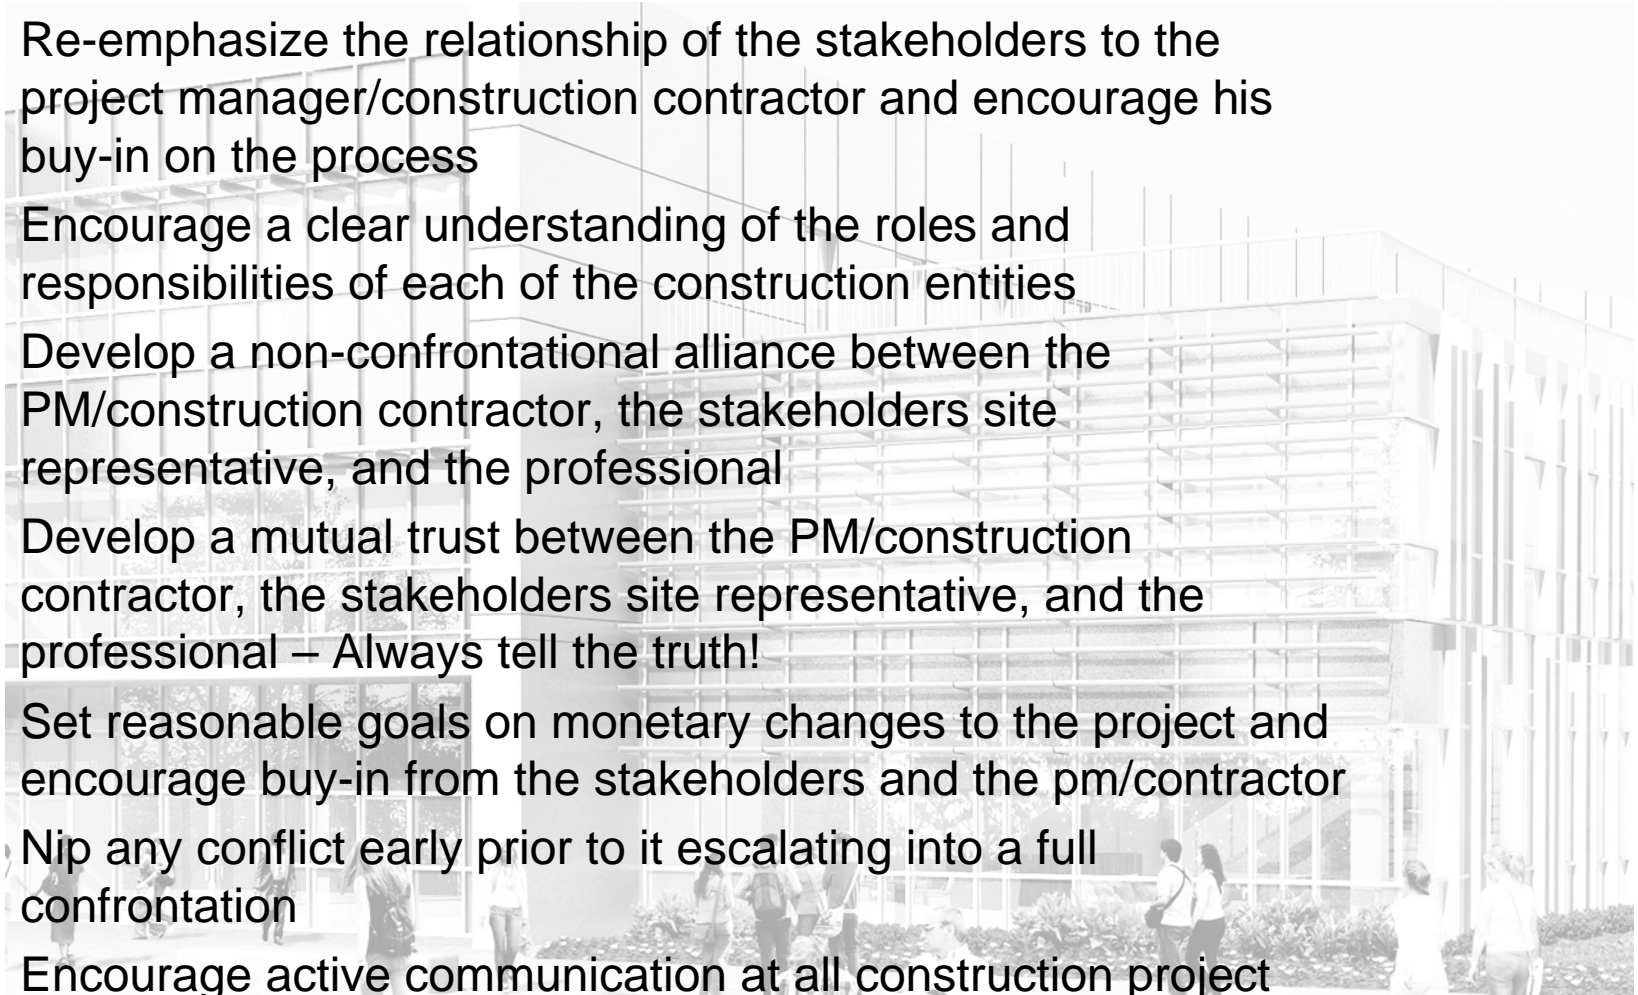 Re-emphasize the relationship of the stakeholders to the
project manager/construction contractor and encourage his
buy-in on the process
Encourage a clear understanding of the roles and
responsibilities of each of the construction entities
Develop a non-confrontational alliance between the
PM/construction contractor, the stakeholders site
representative, and the professional
Develop a mutual trust between the PM/construction
contractor, the stakeholders site representative, and the
professional – Always tell the truth!
Set reasonable goals on monetary changes to the project and
encourage buy-in from the stakeholders and the pm/contractor
Nip any conflict early prior to it escalating into a full
confrontation
Encourage active communication at all construction project